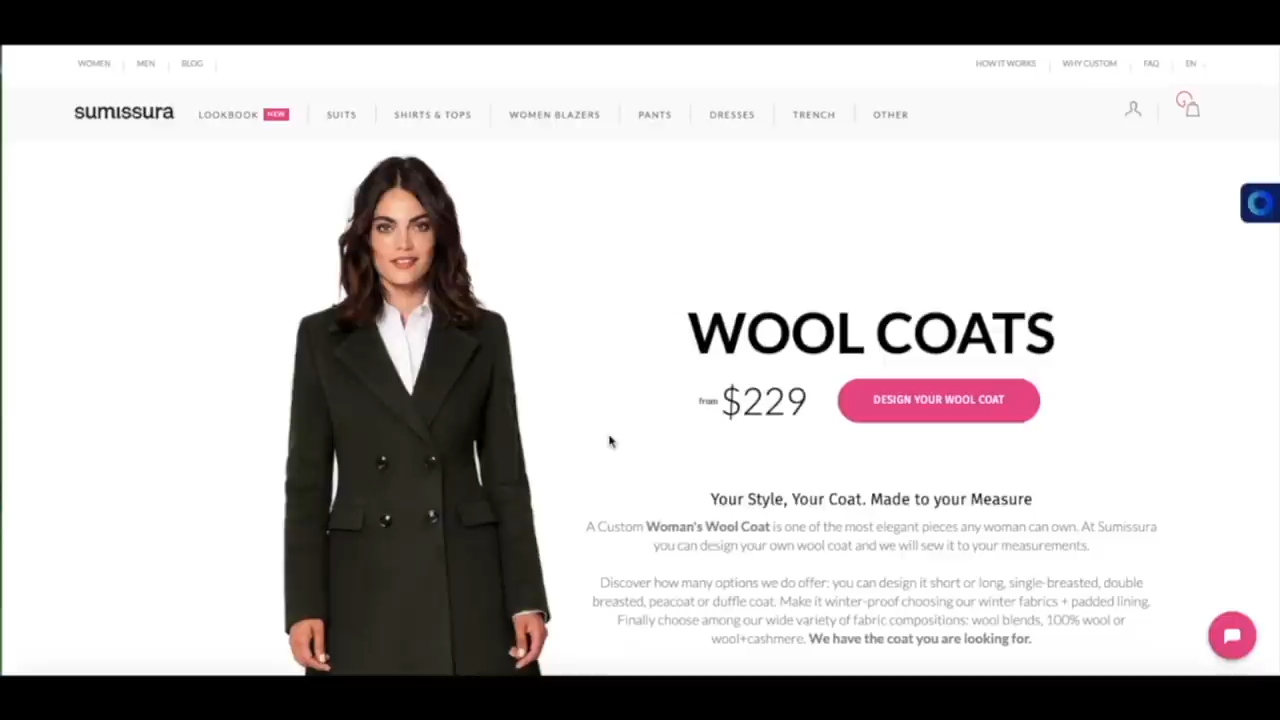 WOMEN MEN BLOG HOW IT WORKS WHY CUSTOM FAQ EN
sumissura LOOKBOOK NEW SUITS SHIRTS & TOPS WOMEN BLAZERS PANTS DRESSES TRENCH OTHER
WOOL COATS
from $229 DESIGN YOUR WOOL COAT
Your Style, Your Coat. Made to your Measure
A Custom Woman's Wool Coat is one of the most elegant pieces any woman can own. At Sumissura
you can design your own wool coat and we will sew it to your measurements.
Discover how many options we do offer: you can design it short or long, single-breasted, double
breasted, peacoat or duffle coat. Make it winter-proof choosing our winter fabrics + padded lining.
Finally choose among our wide variety of fabric compositions: wool blends, 100% wool or
wool+cashmere. We have the coat you are looking for.